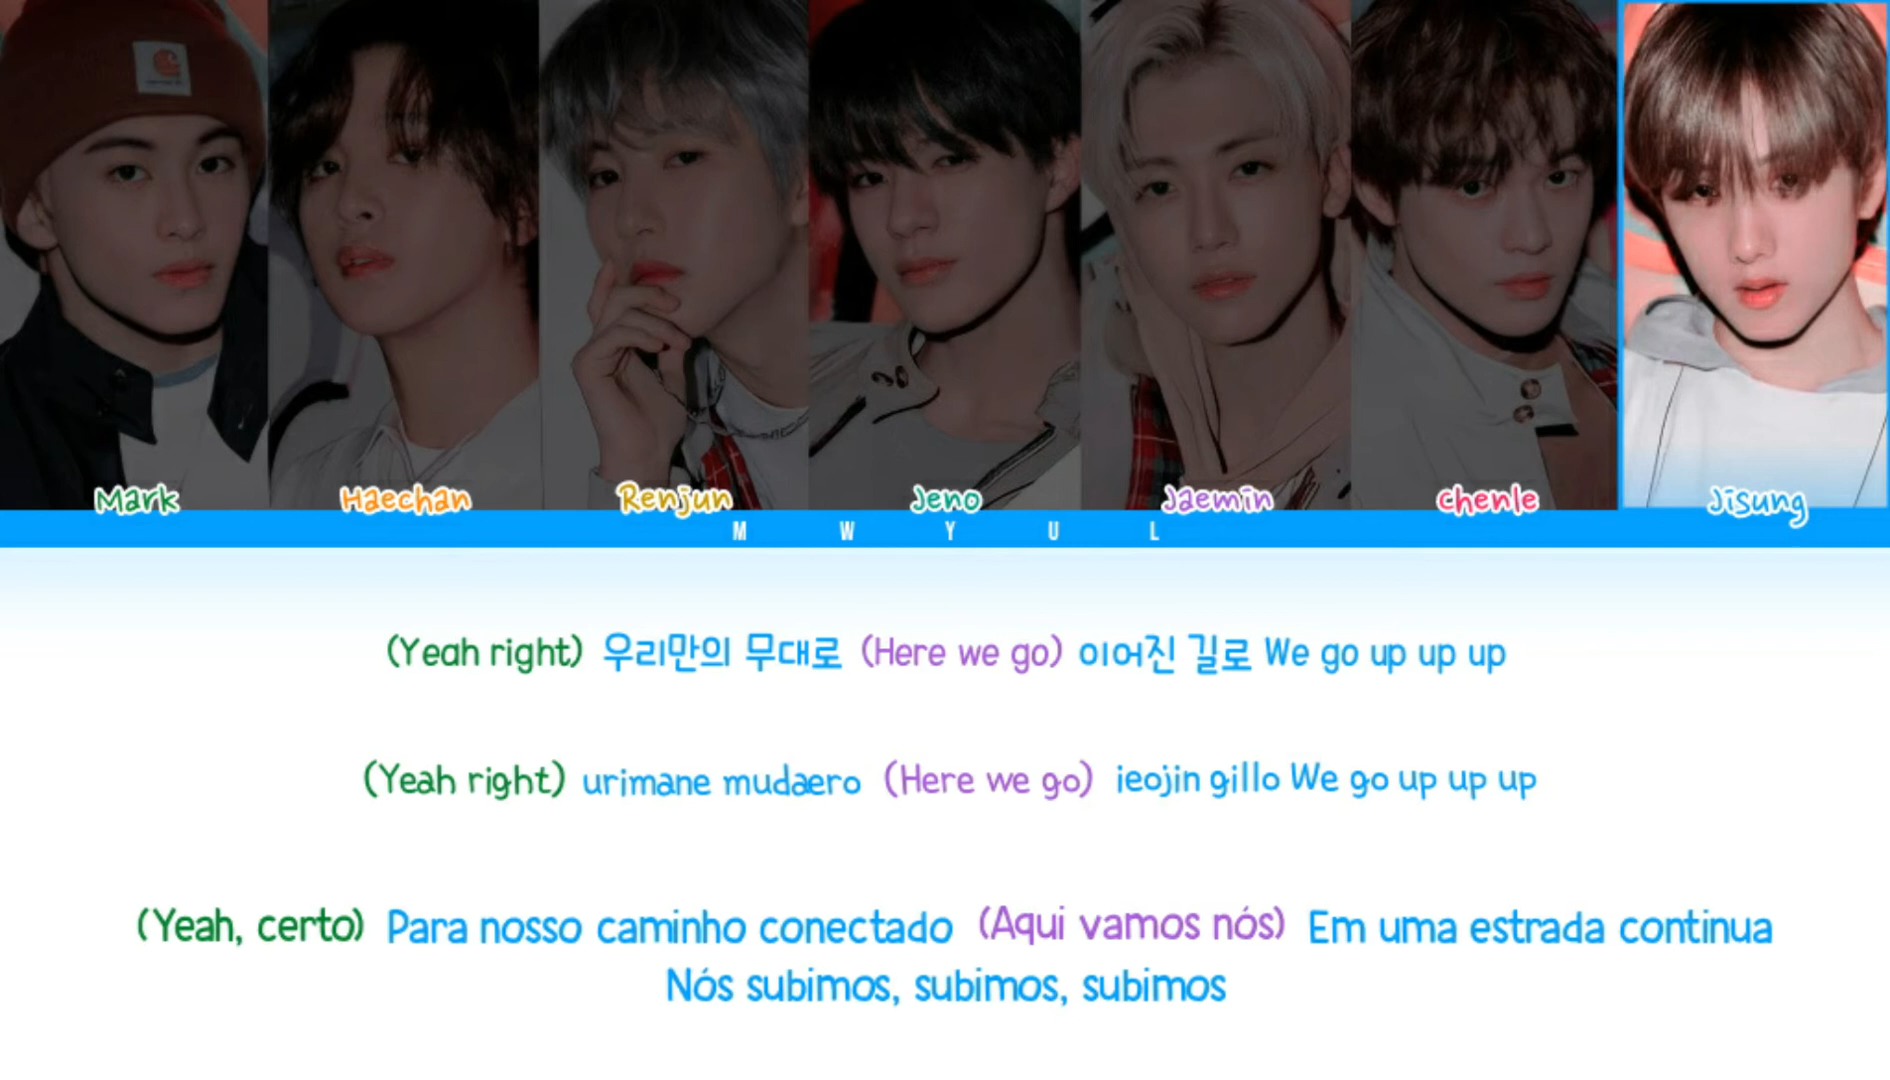 Mark Haechan Renjun Jeno Jaemin Chenle Jisung
M W Y U L
(Yeah right) 우리만의 무대로 (Here we go) 이어진 길로 We go up up up
(Yeah right) urimane mudaero (Here we go) ieojin gillo We go up up up
(Yeah, certo) Para nosso caminho conectado (Aqui vamos nós) Em uma estrada continua
Nós subimos, subimos, subimos